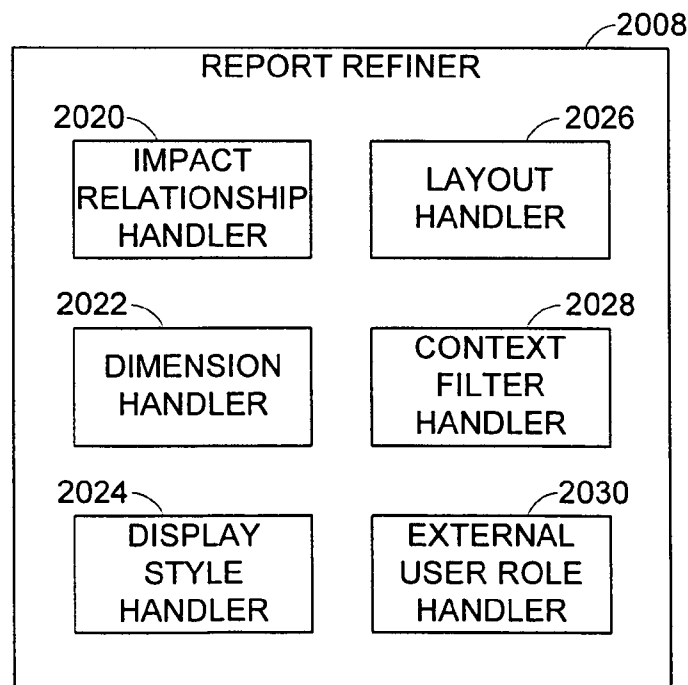 2008
REPORT REFINER
2020
IMPACT
RELATIONSHIP
HANDLER
2026
LAYOUT
HANDLER
2022
DIMENSION
HANDLER
2028
CONTEXT
FILTER
HANDLER
2024
DISPLAY
STYLE
HANDLER
2030
EXTERNAL
USER ROLE
HANDLER